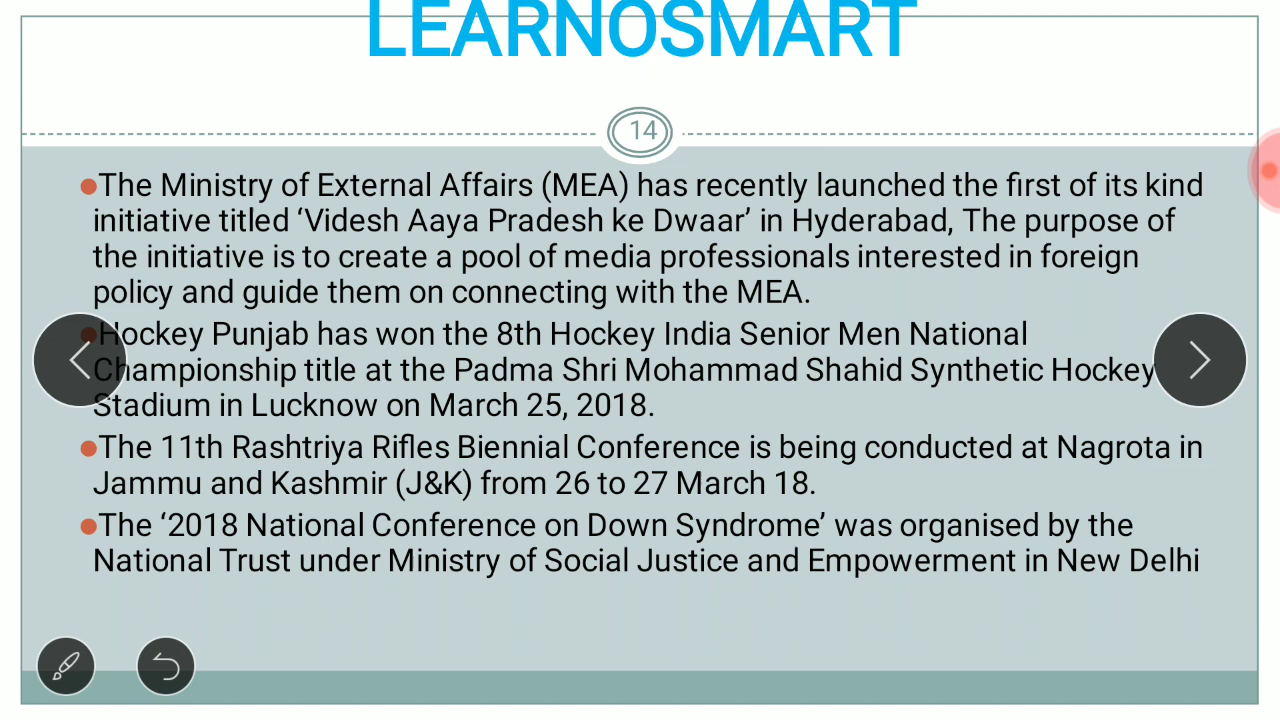 LEARNOSMART
14
The Ministry of External Affairs (MEA) has recently launched the first of its kind
initiative titled ‘Videsh Aaya Pradesh ke Dwaar’ in Hyderabad, The purpose of
the initiative is to create a pool of media professionals interested in foreign
policy and guide them on connecting with the MEA.
Hockey Punjab has won the 8th Hockey India Senior Men National
Championship title at the Padma Shri Mohammad Shahid Synthetic Hockey
Stadium in Lucknow on March 25, 2018.
The 11th Rashtriya Rifles Biennial Conference is being conducted at Nagrota in
Jammu and Kashmir (J&K) from 26 to 27 March 18.
The ‘2018 National Conference on Down Syndrome’ was organised by the
National Trust under Ministry of Social Justice and Empowerment in New Delhi